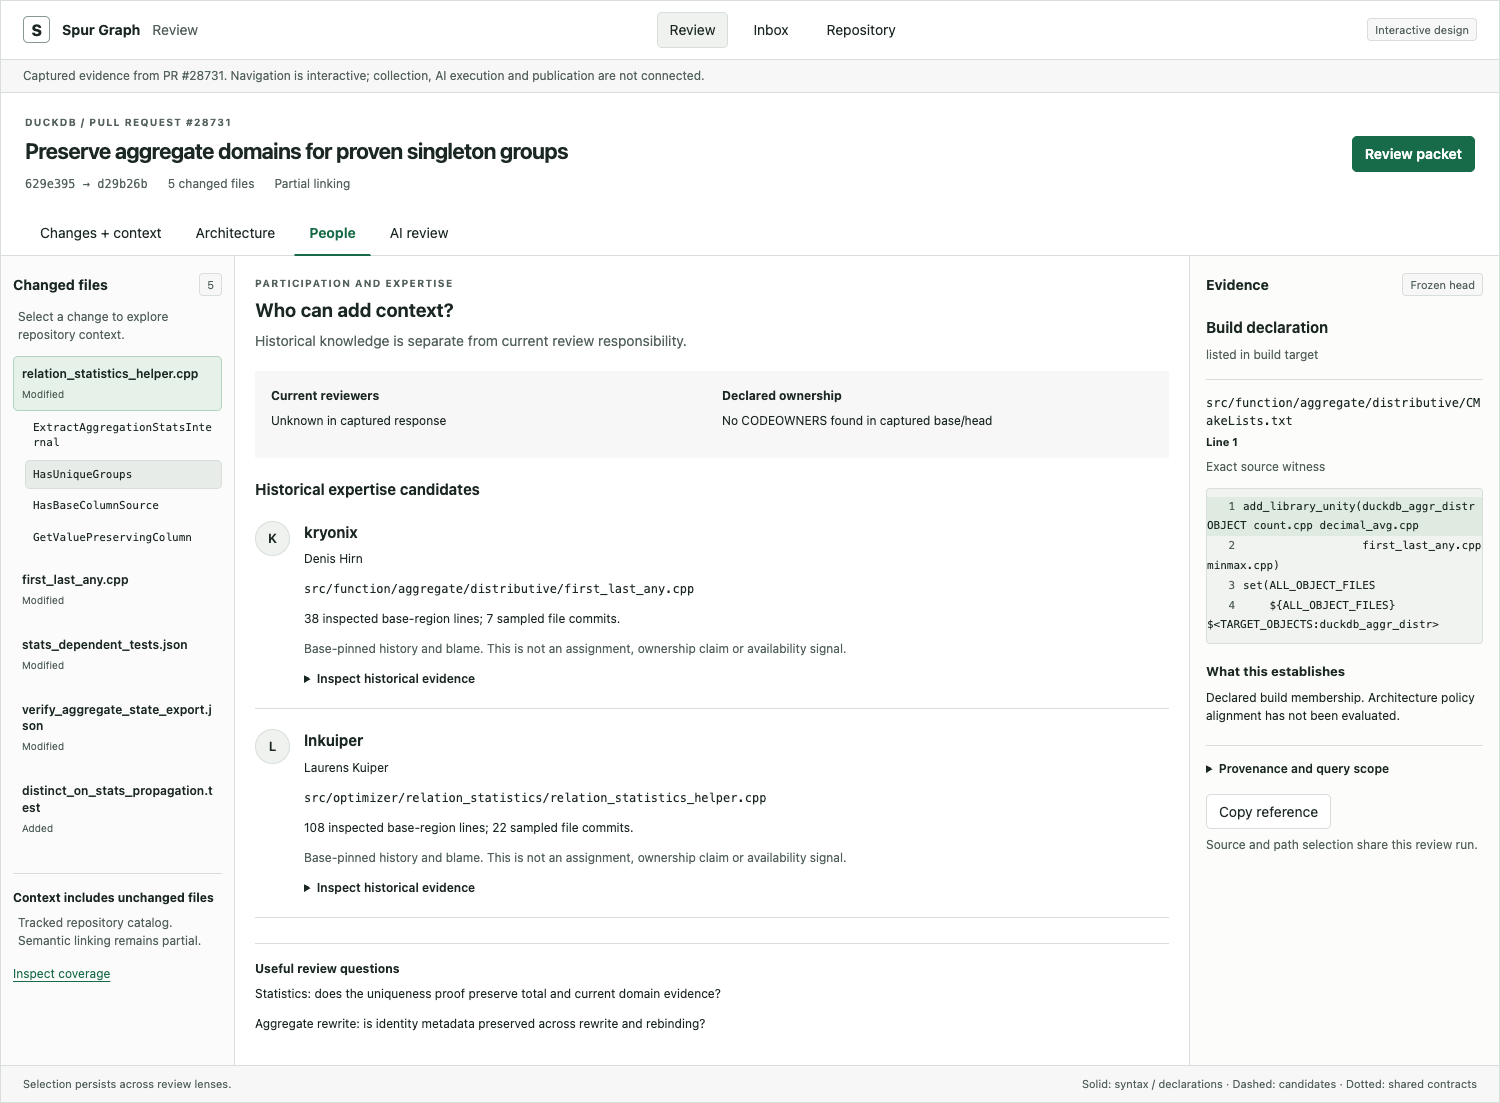 S
Spur Graph Review
Review
Inbox
Repository
Interactive design
Captured evidence from PR #28731. Navigation is interactive; collection, AI execution and publication are not connected.
DUCKDB / PULL REQUEST #28731
Preserve aggregate domains for proven singleton groups
629e395 → d29b26b 5 changed files Partial linking
Review packet
Changes + context
Architecture
People
AI review
Changed files
5
Select a change to explore
repository context.
relation_statistics_helper.cpp
Modified
ExtractAggregationStatsInte
rnal
HasUniqueGroups
HasBaseColumnSource
GetValuePreservingColumn
first_last_any.cpp
Modified
stats_dependent_tests.json
Modified
verify_aggregate_state_export.j
son
Modified
distinct_on_stats_propagation.t
est
Added
Context includes unchanged files
Tracked repository catalog.
Semantic linking remains partial.
Inspect coverage
PARTICIPATION AND EXPERTISE
Who can add context?
Historical knowledge is separate from current review responsibility.
Current reviewers
Unknown in captured response
Declared ownership
No CODEOWNERS found in captured base/head
Historical expertise candidates
K
kryonix
Denis Hirn
src/function/aggregate/distributive/first_last_any.cpp
38 inspected base-region lines; 7 sampled file commits.
Base-pinned history and blame. This is not an assignment, ownership claim or availability signal.
Inspect historical evidence
L
lnkuiper
Laurens Kuiper
src/optimizer/relation_statistics/relation_statistics_helper.cpp
108 inspected base-region lines; 22 sampled file commits.
Base-pinned history and blame. This is not an assignment, ownership claim or availability signal.
Inspect historical evidence
Useful review questions
Statistics: does the uniqueness proof preserve total and current domain evidence?
Aggregate rewrite: is identity metadata preserved across rewrite and rebinding?
Evidence
Frozen head
Build declaration
listed in build target
src/function/aggregate/distributive/CM
akeLists.txt
Line 1
Exact source witness
1 add_library_unity(duckdb_aggr_distr
OBJECT count.cpp decimal_avg.cpp
2 first_last_any.cpp
minmax.cpp)
3 set(ALL_OBJECT_FILES
4 ${ALL_OBJECT_FILES}
$<TARGET_OBJECTS:duckdb_aggr_distr>
What this establishes
Declared build membership. Architecture policy
alignment has not been evaluated.
Provenance and query scope
Copy reference
Source and path selection share this review run.
Selection persists across review lenses.
Solid: syntax / declarations · Dashed: candidates · Dotted: shared contracts